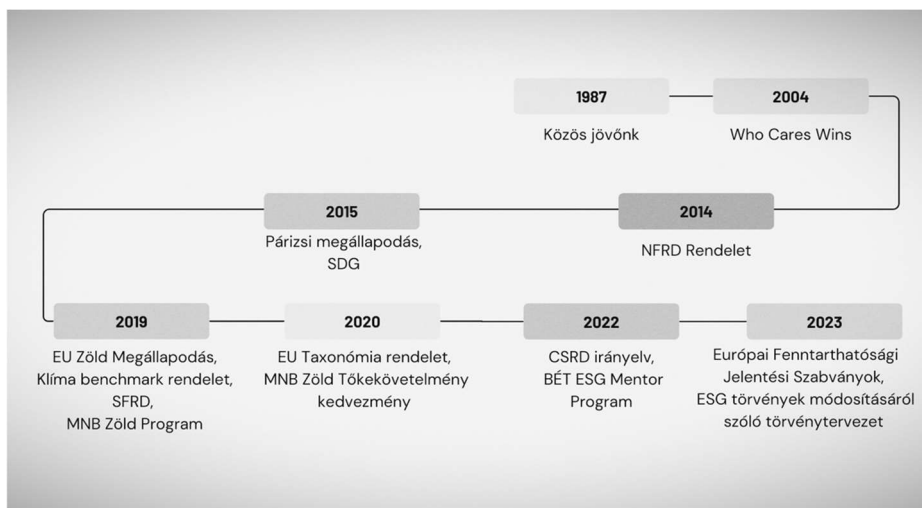 1987
Közös jövőnk
2004
Who Cares Wins
2014
NFRD Rendelet
2015
Párizsi megállapodás,
SDG
2019
EU Zöld Megállapodás,
Klíma benchmark rendelet,
SFRD,
MNB Zöld Program
2020
EU Taxonómia rendelet,
MNB Zöld Tőkekövetelmény
kedvezmény
2022
CSRD irányelv,
BÉT ESG Mentor
Program
2023
Európai Fenntarthatósági
Jelentési Szabványok,
ESG törvények módosításáról
szóló törvénytervezet